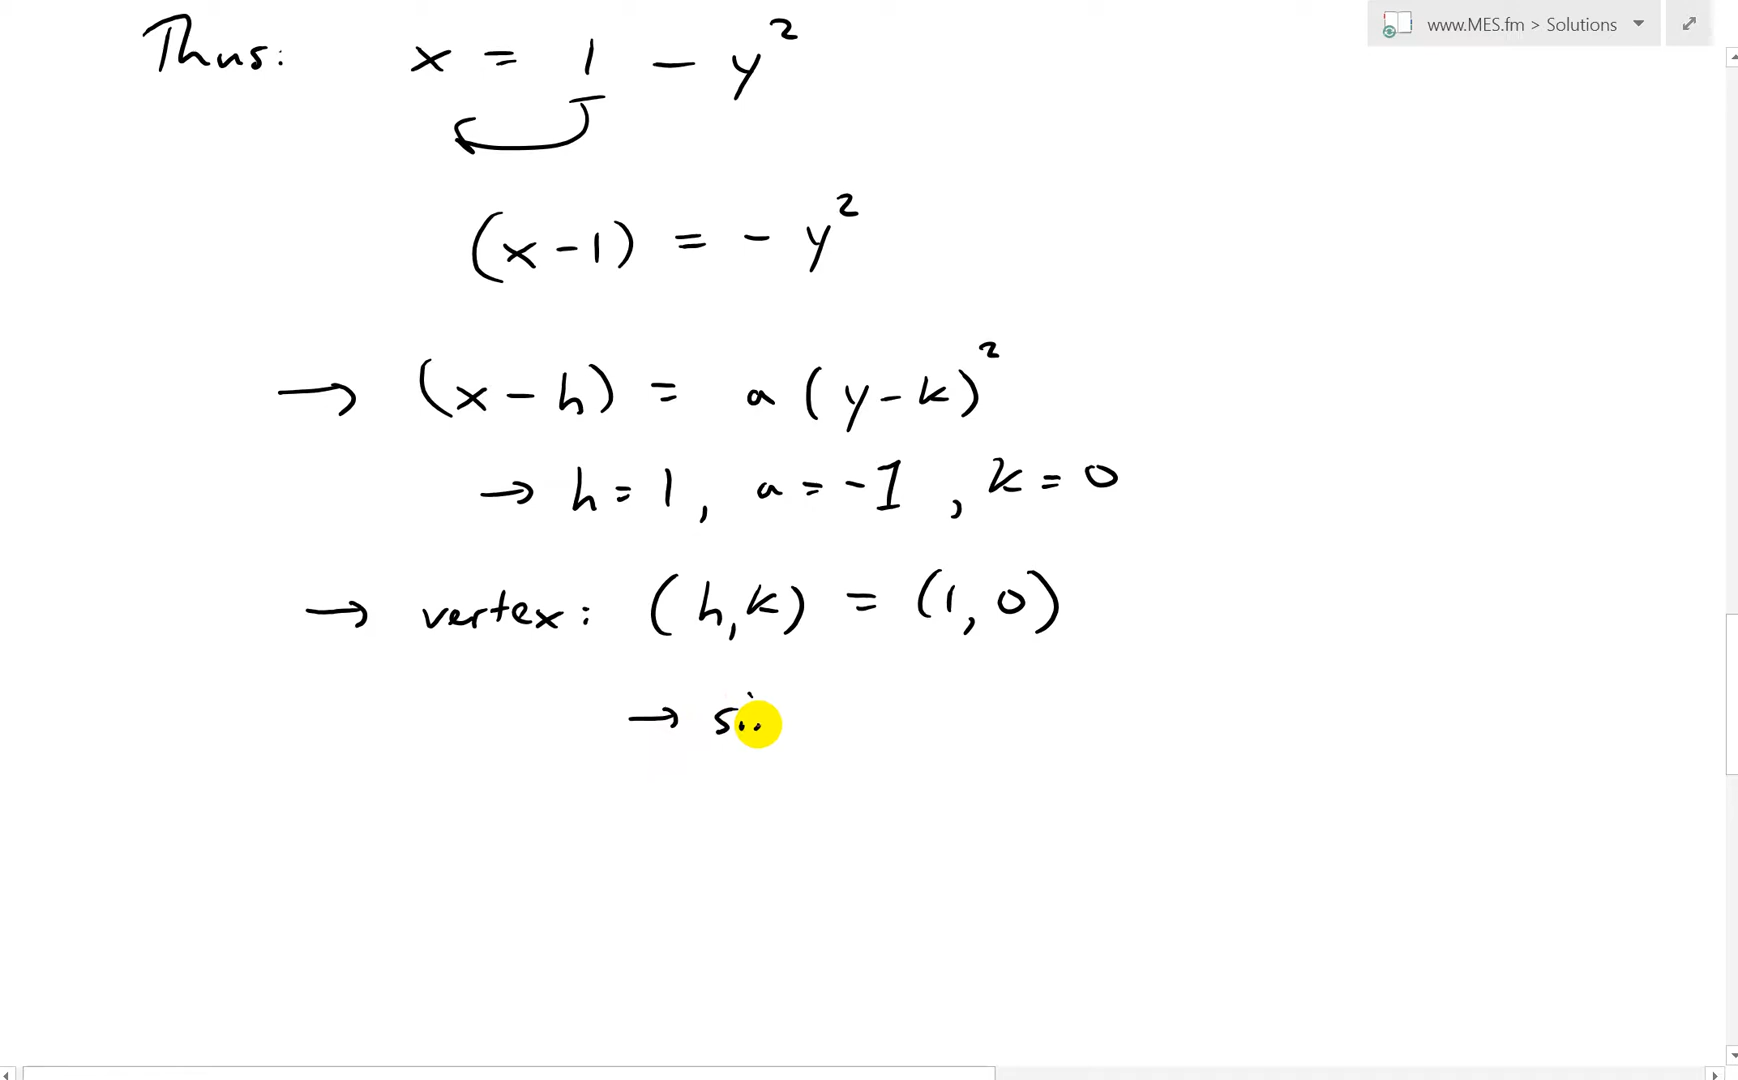 www.MES.fm > Solutions
Thus: x = 1 - y²
(x-1) = - y²
→ (x-h) = a(y-k)²
→ h=1, a=-1, k=0
→ vertex: (h,k) = (1,0)
→